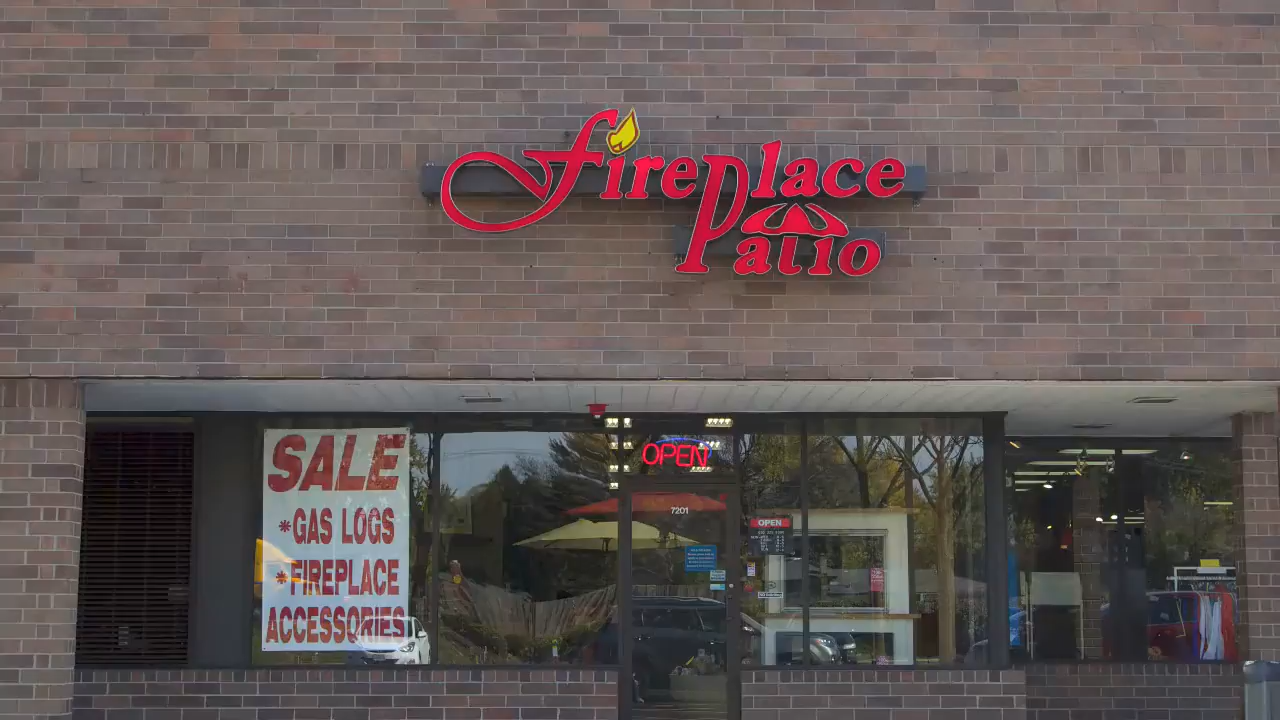 fireplace
patio
SALE
*GAS LOGS
*FIREPLACE
ACCESSORIES
OPEN
7201
OPEN